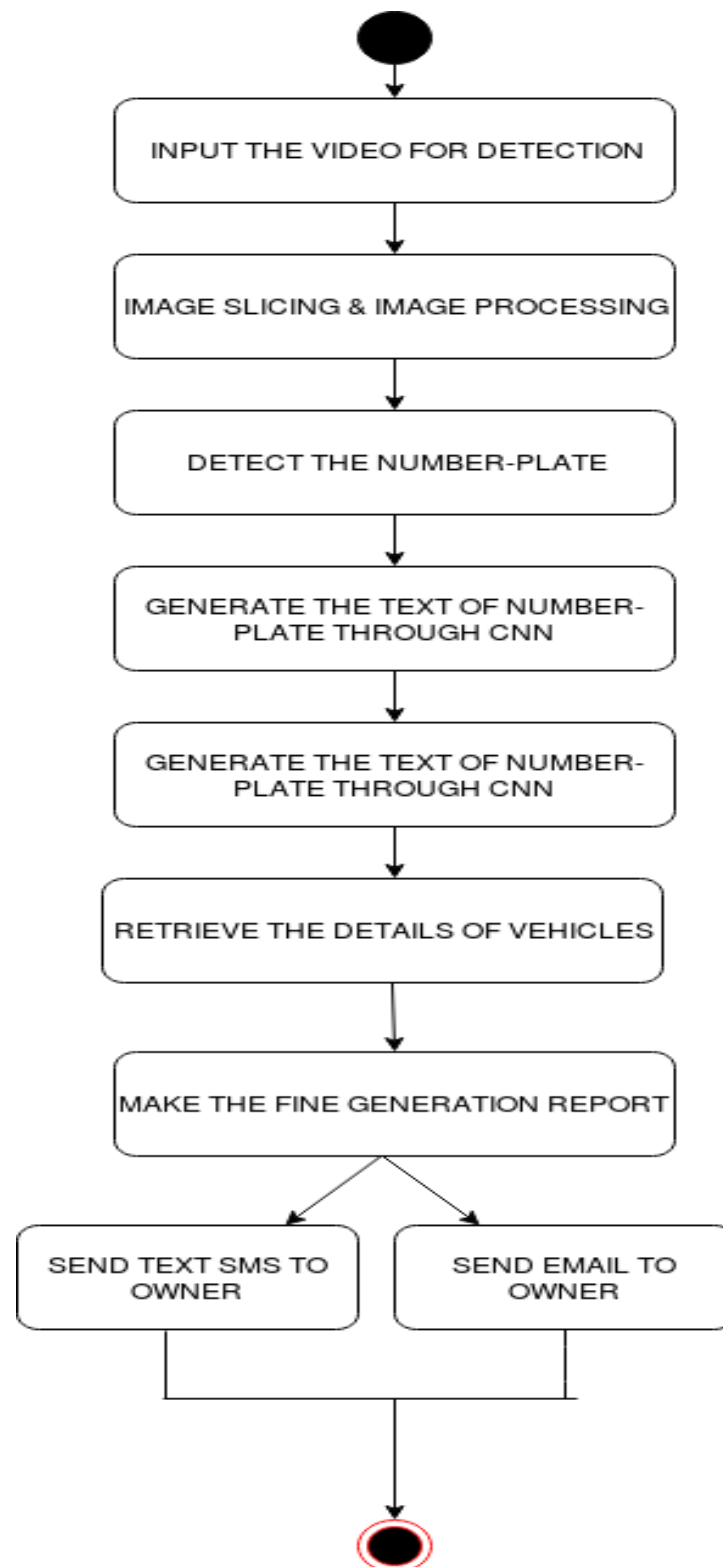 INPUT THE VIDEO FOR DETECTION
IMAGE SLICING & IMAGE PROCESSING
DETECT THE NUMBER-PLATE
GENERATE THE TEXT OF NUMBER-
PLATE THROUGH CNN
GENERATE THE TEXT OF NUMBER-
PLATE THROUGH CNN
RETRIEVE THE DETAILS OF VEHICLES
MAKE THE FINE GENERATION REPORT
SEND TEXT SMS TO
OWNER
SEND EMAIL TO
OWNER